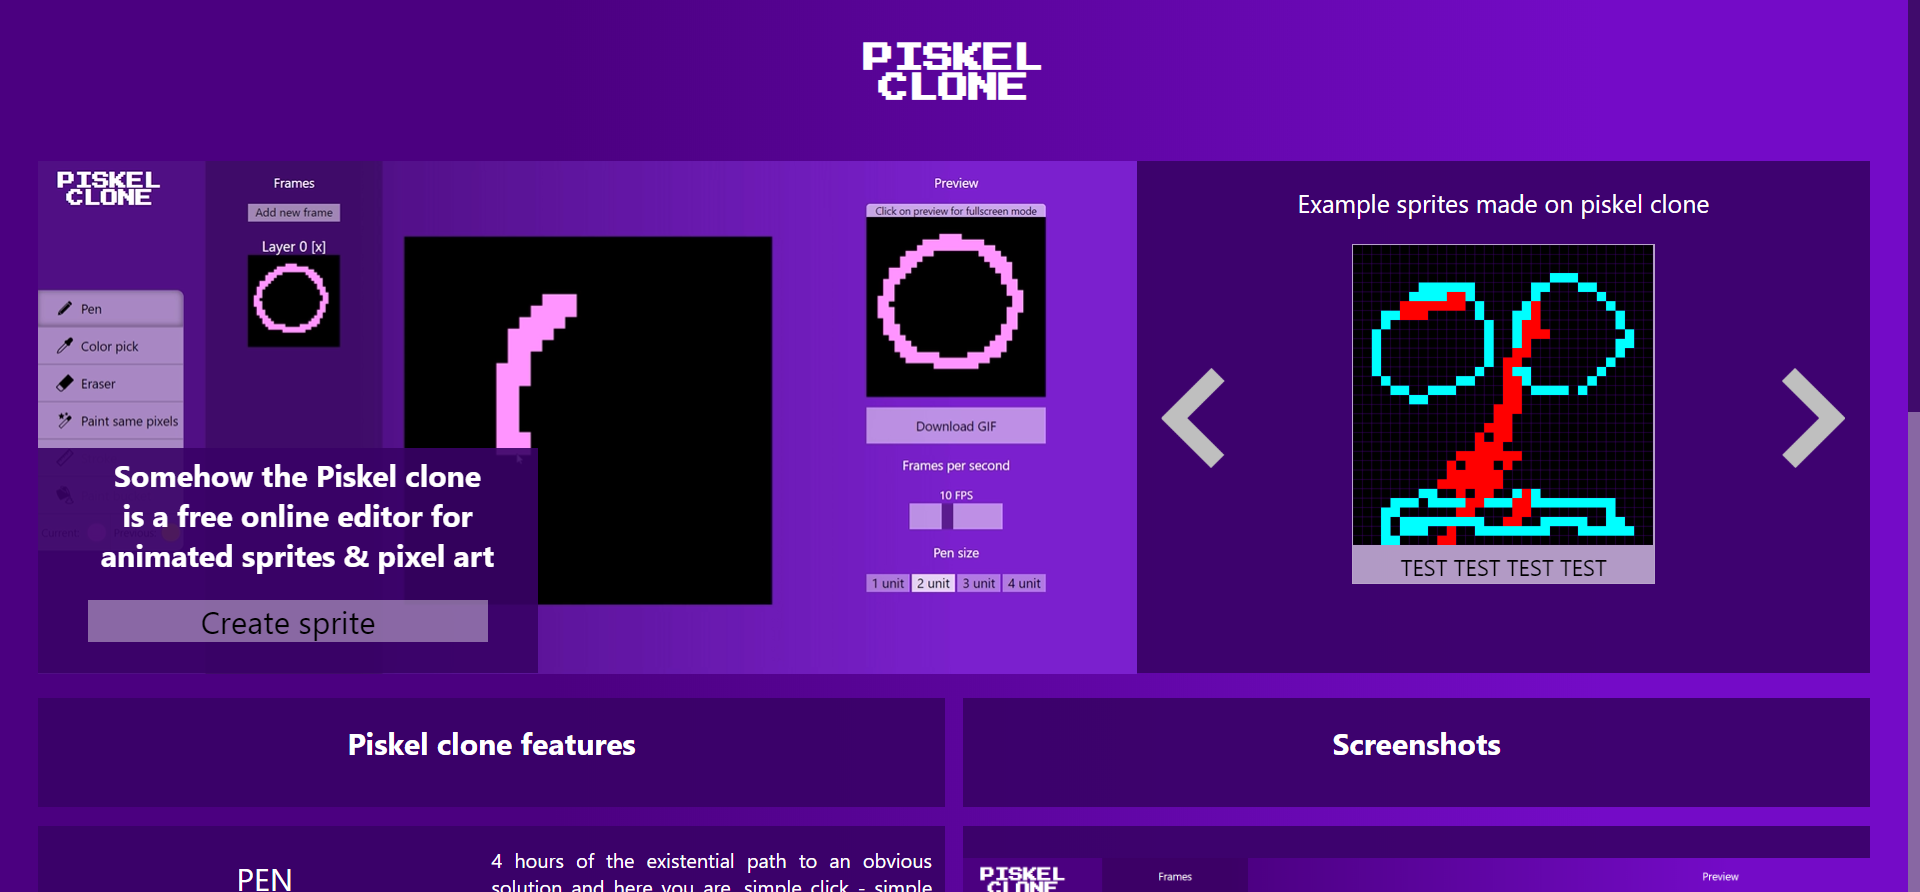 PISKEL
CLONE
PISKEL
CLONE
Pen
Color pick
Eraser
Paint same pixels
Current
Previous
Frames
Add new frame
Layer 0 [x]
Preview
Click on preview for fullscreen mode
Download GIF
Frames per second
10 FPS
Pen size
1 unit 2 unit 3 unit 4 unit
Somehow the Piskel clone
is a free online editor for
animated sprites & pixel art
Create sprite
Example sprites made on piskel clone
TEST TEST TEST TEST
Piskel clone features
Screenshots
PEN
4 hours of the existential path to an obvious
solution and here you are, simple click - simple
PISKEL
CLONE
Frames
Preview